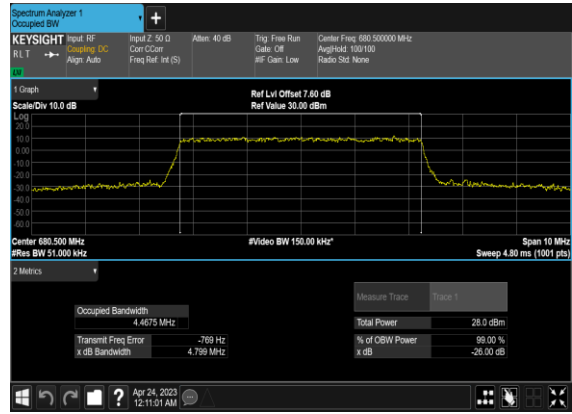 Spectrum Analyzer 1
Occupied BW
+
KEYSIGHT Input: RF Input Z: 50 Ω Atten: 40 dB Trig: Free Run Center Freq: 680.500000 MHz
RLT Coupling: DC Corr CCorr Gate: Off Avg|Hold: 100/100
Align: Auto Freq Ref: Int (S) #IF Gain: Low Radio Std: None
LW
1 Graph Ref Lvl Offset 7.60 dB
Scale/Div 10.0 dB Ref Value 30.00 dBm
Log
20.0
10.0
0.00
-10.0
-20.0
-30.0
-40.0
-50.0
-60.0
Center 680.500 MHz #Video BW 150.00 kHz* Span 10 MHz
#Res BW 51.000 kHz Sweep 4.80 ms (1001 pts)
2 Metrics
Measure Trace Trace 1
Occupied Bandwidth
4.4675 MHz Total Power 28.0 dBm
Transmit Freq Error -769 Hz % of OBW Power 99.00 %
x dB Bandwidth 4.799 MHz x dB -26.00 dB
? Apr 24, 2023
12:11:01 AM